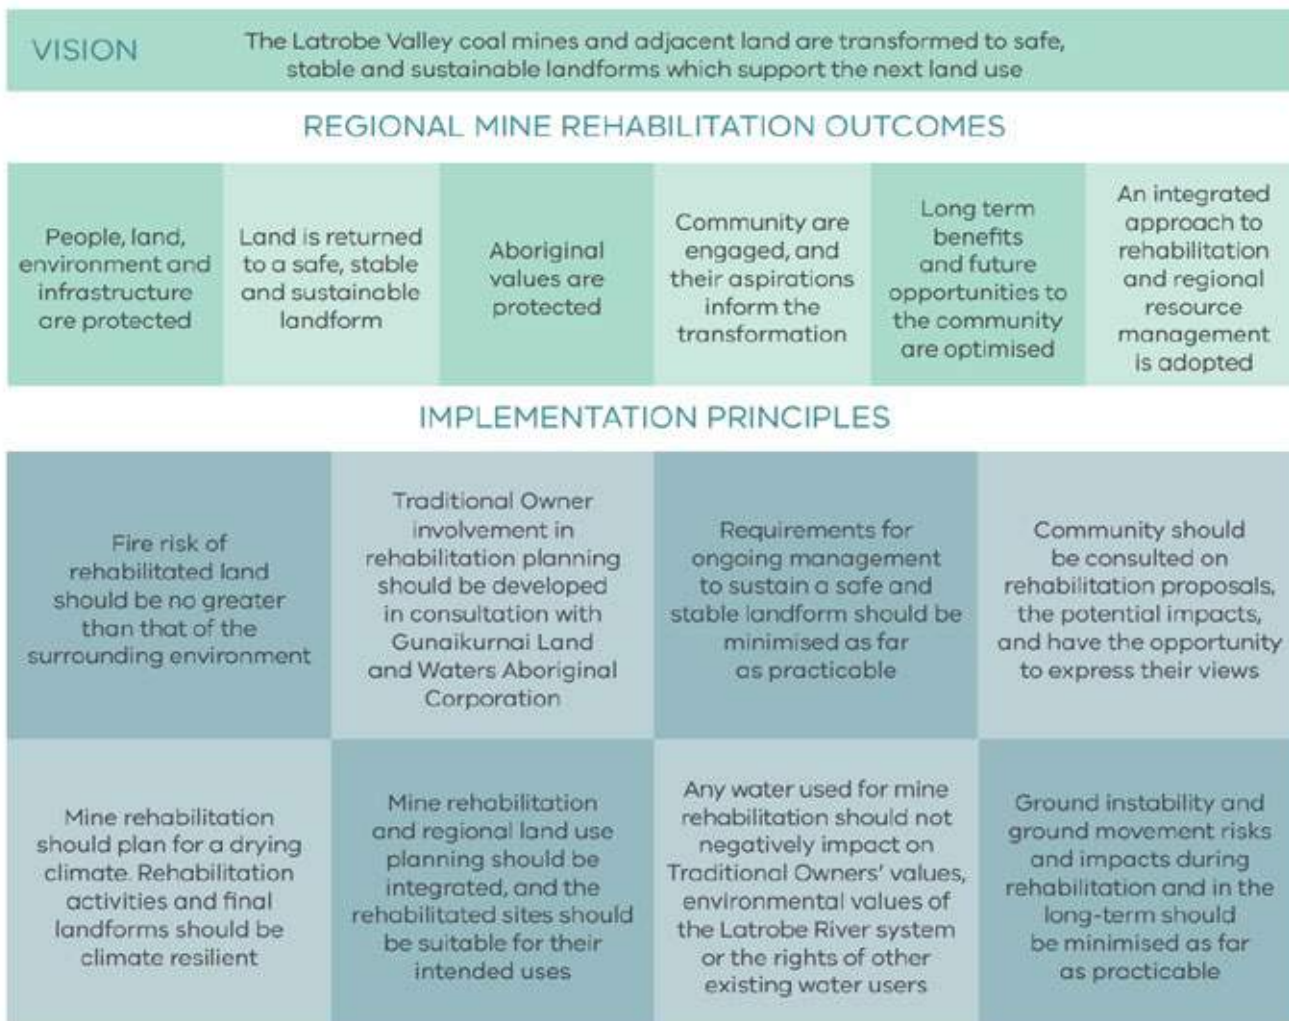 VISION
The Latrobe Valley coal mines and adjacent land are transformed to safe,
stable and sustainable landforms which support the next land use
REGIONAL MINE REHABILITATION OUTCOMES
People, land,
environment and
infrastructure
are protected
Land is returned
to a safe, stable
and sustainable
landform
Aboriginal
values are
protected
Community are
engaged, and
their aspirations
inform the
transformation
Long term
benefits
and future
opportunities to
the community
are optimised
An integrated
approach to
rehabilitation
and regional
resource
management
is adopted
IMPLEMENTATION PRINCIPLES
Fire risk of
rehabilitated land
should be no greater
than that of the
surrounding environment
Traditional Owner
involvement in
rehabilitation planning
should be developed
in consultation with
Gunaikurnai Land
and Waters Aboriginal
Corporation
Requirements for
ongoing management
to sustain a safe and
stable landform should be
minimised as far
as practicable
Community should
be consulted on
rehabilitation proposals,
the potential impacts,
and have the opportunity
to express their views
Mine rehabilitation
should plan for a drying
climate. Rehabilitation
activities and final
landforms should be
climate resilient
Mine rehabilitation
and regional land use
planning should be
integrated, and the
rehabilitated sites should
be suitable for their
intended uses
Any water used for mine
rehabilitation should not
negatively impact on
Traditional Owners' values,
environmental values of
the Latrobe River system
or the rights of other
existing water users
Ground instability and
ground movement risks
and impacts during
rehabilitation and in the
long-term should
be minimised as far
as practicable